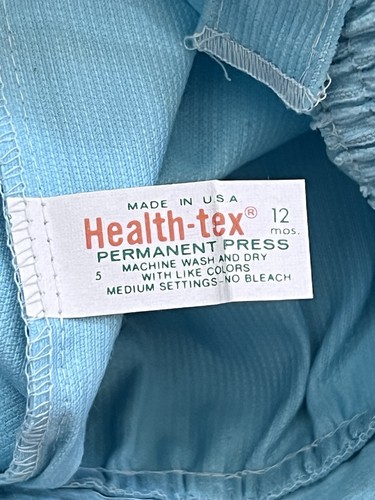 MADE IN U.S.A
Health-tex® 12 mos.
PERMANENT PRESS
5 MACHINE WASH AND DRY
WITH LIKE COLORS
MEDIUM SETTINGS-NO BLEACH